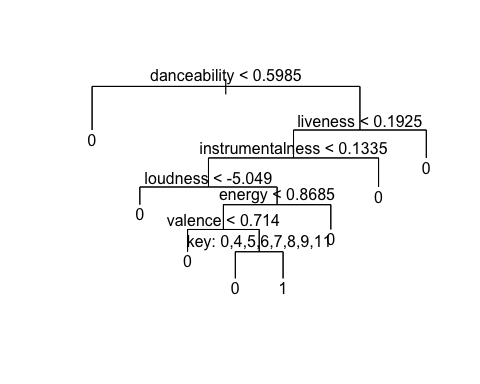 danceability < 0.5985
liveness < 0.1925
0
instrumentalness < 0.1335
0
loudness < -5.049
0
energy < 0.8685
0
valence < 0.714
0
key: 0,4,5,6,7,8,9,11
0
0
1